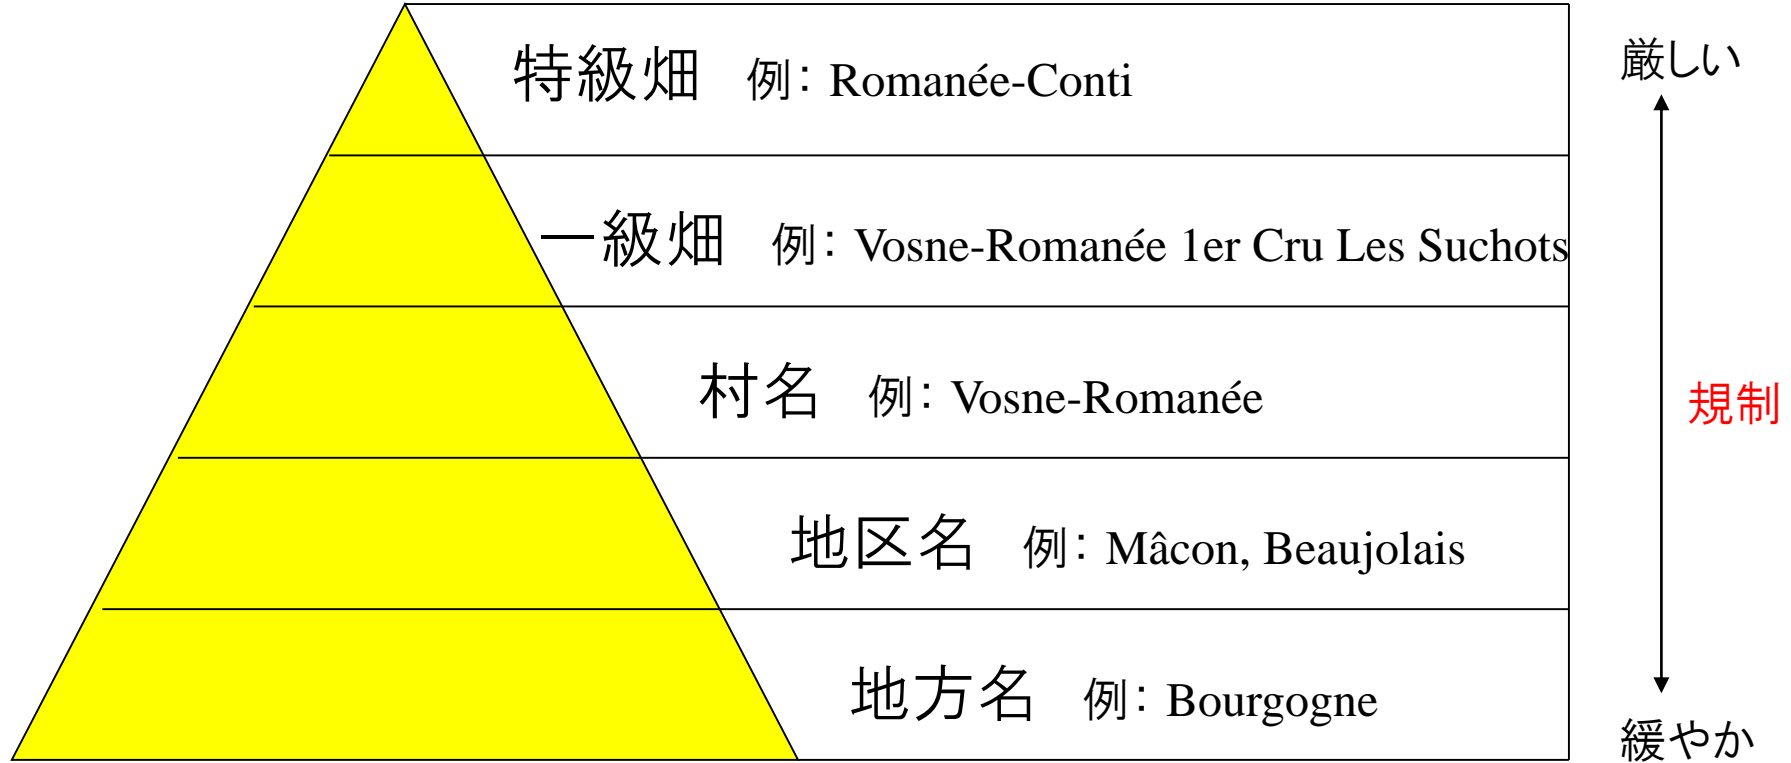 特級畑 例：Romanée-Conti
一級畑 例：Vosne-Romanée 1er Cru Les Suchots
村名 例：Vosne-Romanée
地区名 例：Mâcon, Beaujolais
地方名 例：Bourgogne
厳しい
規制
緩やか